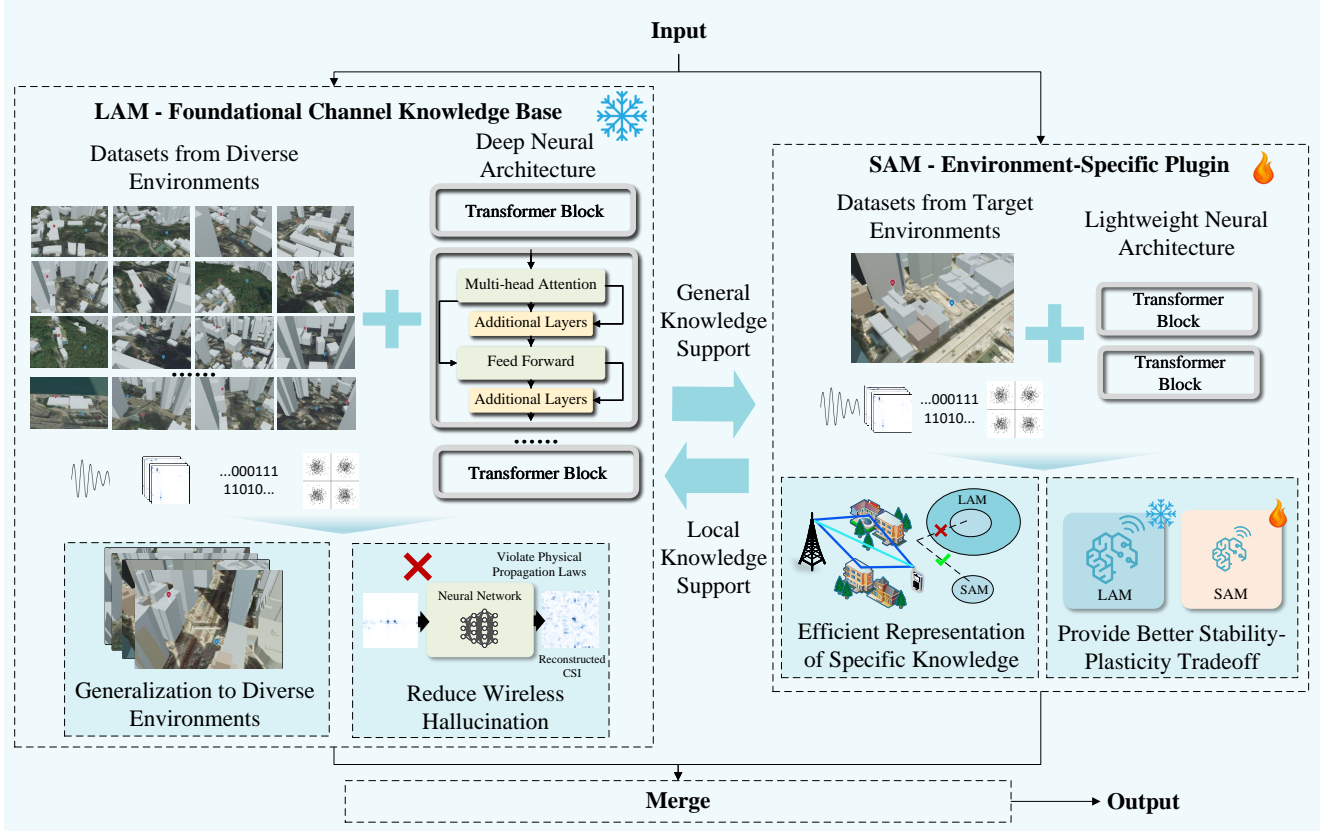 Input
LAM - Foundational Channel Knowledge Base
Datasets from Diverse
Environments
Deep Neural
Architecture
Transformer Block
Multi-head Attention
Additional Layers
Feed Forward
Additional Layers
......
Transformer Block
......
...000111
11010...
Generalization to Diverse
Environments
Violate Physical
Propagation Laws
Neural Network
Reconstructed
CSI
Reduce Wireless
Hallucination
General
Knowledge
Support
Local
Knowledge
Support
SAM - Environment-Specific Plugin
Datasets from Target
Environments
Lightweight Neural
Architecture
Transformer
Block
Transformer
Block
...000111
11010...
LAM
SAM
Efficient Representation
of Specific Knowledge
LAM
SAM
Provide Better Stability-
Plasticity Tradeoff
Merge
Output